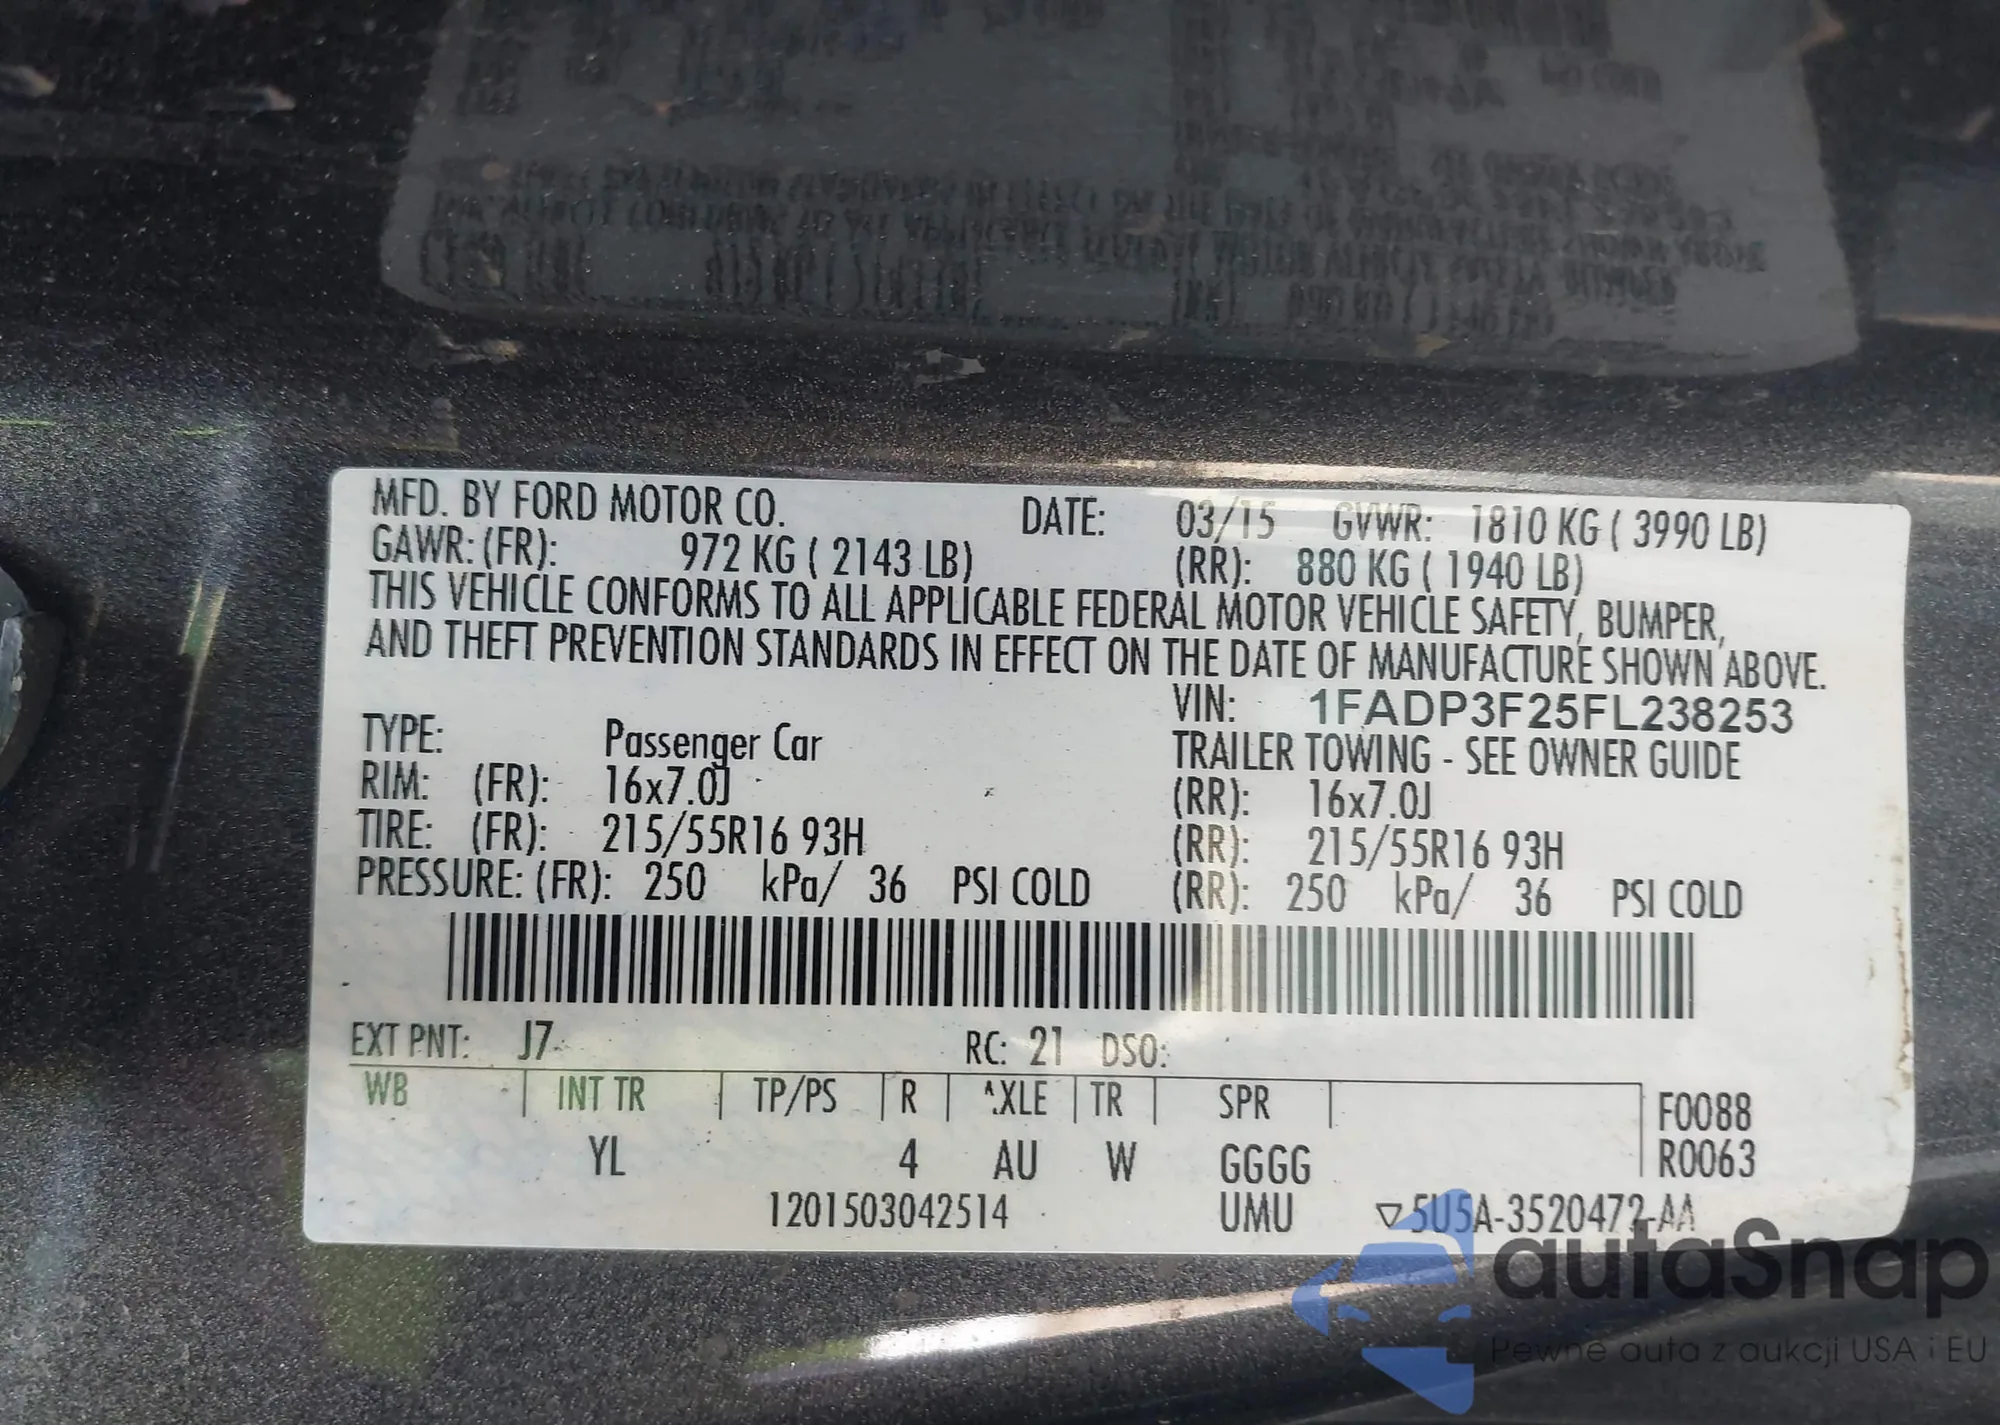 MFD. BY FORD MOTOR CO. DATE: 03/15 GVWR: 1810 KG ( 3990 LB)
GAWR: (FR): 972 KG ( 2143 LB) (RR): 880 KG ( 1940 LB)
THIS VEHICLE CONFORMS TO ALL APPLICABLE FEDERAL MOTOR VEHICLE SAFETY, BUMPER,
AND THEFT PREVENTION STANDARDS IN EFFECT ON THE DATE OF MANUFACTURE SHOWN ABOVE.
VIN: 1FADP3F25FL238253
TYPE: Passenger Car TRAILER TOWING - SEE OWNER GUIDE
RIM: (FR): 16x7.0J (RR): 16x7.0J
TIRE: (FR): 215/55R16 93H (RR): 215/55R16 93H
PRESSURE: (FR): 250 kPa/ 36 PSI COLD (RR): 250 kPa/ 36 PSI COLD
EXT PNT: J7 RC: 21 DSO:
WB | INT TR | TP/PS | R | AXLE | TR | SPR | F0088
YL 4 AU W GGGG R0063
1201503042514 UMU ▽5U5A-3520472-AA
autaSnap
Pewne auta z aukcji USA i EU